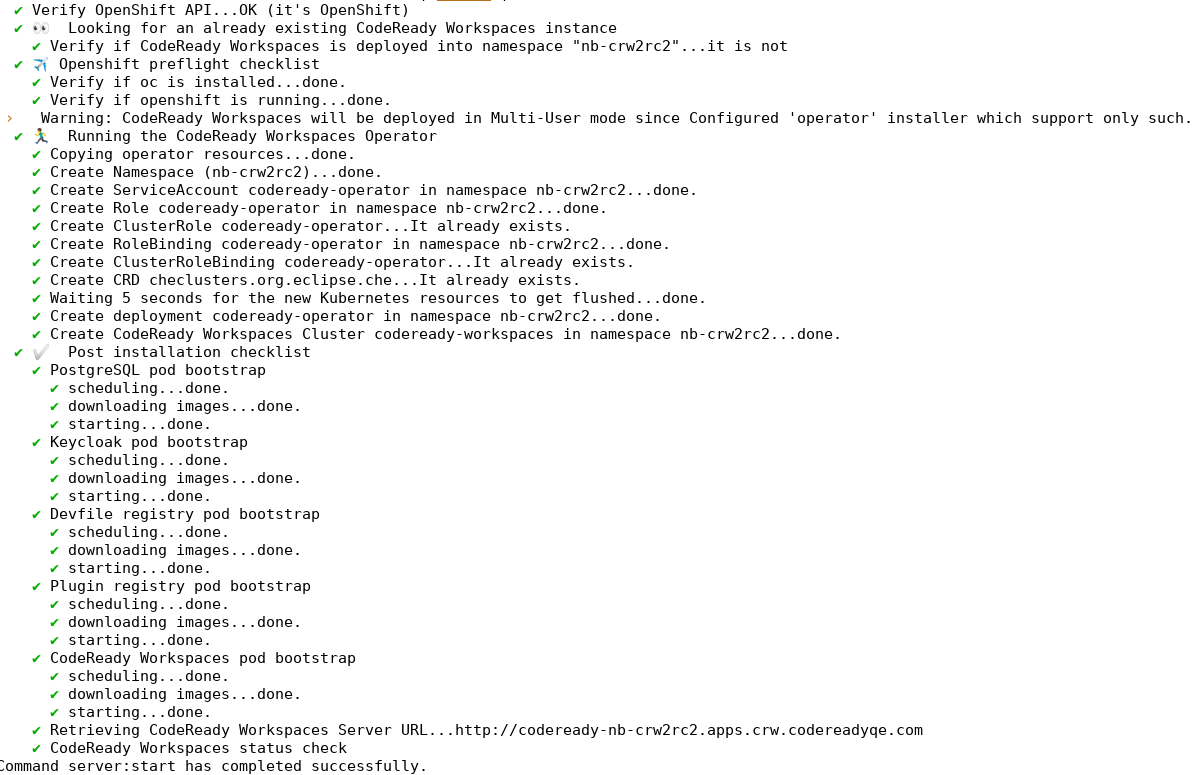 ✔ Verify OpenShift API...OK (it's OpenShift)
✔ 👀 Looking for an already existing CodeReady Workspaces instance
✔ Verify if CodeReady Workspaces is deployed into namespace "nb-crw2rc2"...it is not
✔ ✈️ Openshift preflight checklist
✔ Verify if oc is installed...done.
✔ Verify if openshift is running...done.
› Warning: CodeReady Workspaces will be deployed in Multi-User mode since Configured 'operator' installer which support only such.
✔ 🏃 Running the CodeReady Workspaces Operator
✔ Copying operator resources...done.
✔ Create Namespace (nb-crw2rc2)...done.
✔ Create ServiceAccount codeready-operator in namespace nb-crw2rc2...done.
✔ Create Role codeready-operator in namespace nb-crw2rc2...done.
✔ Create ClusterRole codeready-operator...It already exists.
✔ Create RoleBinding codeready-operator in namespace nb-crw2rc2...done.
✔ Create ClusterRoleBinding codeready-operator...It already exists.
✔ Create CRD checlusters.org.eclipse.che...It already exists.
✔ Waiting 5 seconds for the new Kubernetes resources to get flushed...done.
✔ Create deployment codeready-operator in namespace nb-crw2rc2...done.
✔ Create CodeReady Workspaces Cluster codeready-workspaces in namespace nb-crw2rc2...done.
✔ ✔️ Post installation checklist
✔ PostgreSQL pod bootstrap
✔ scheduling...done.
✔ downloading images...done.
✔ starting...done.
✔ Keycloak pod bootstrap
✔ scheduling...done.
✔ downloading images...done.
✔ starting...done.
✔ Devfile registry pod bootstrap
✔ scheduling...done.
✔ downloading images...done.
✔ starting...done.
✔ Plugin registry pod bootstrap
✔ scheduling...done.
✔ downloading images...done.
✔ starting...done.
✔ CodeReady Workspaces pod bootstrap
✔ scheduling...done.
✔ downloading images...done.
✔ starting...done.
✔ Retrieving CodeReady Workspaces Server URL...http://codeready-nb-crw2rc2.apps.crw.codereadyqe.com
✔ CodeReady Workspaces status check
Command server:start has completed successfully.